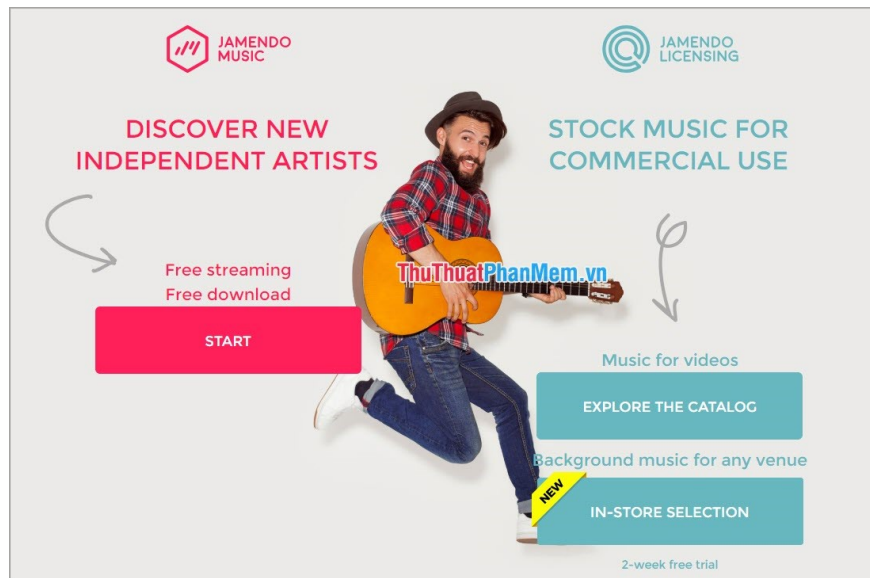 JAMENDO
MUSIC
DISCOVER NEW
INDEPENDENT ARTISTS
Free streaming
Free download
START
JAMENDO
LICENSING
STOCK MUSIC FOR
COMMERCIAL USE
ThuThuatPhanMem.vn
Music for videos
EXPLORE THE CATALOG
Background music for any venue
NEW
IN-STORE SELECTION
2-week free trial